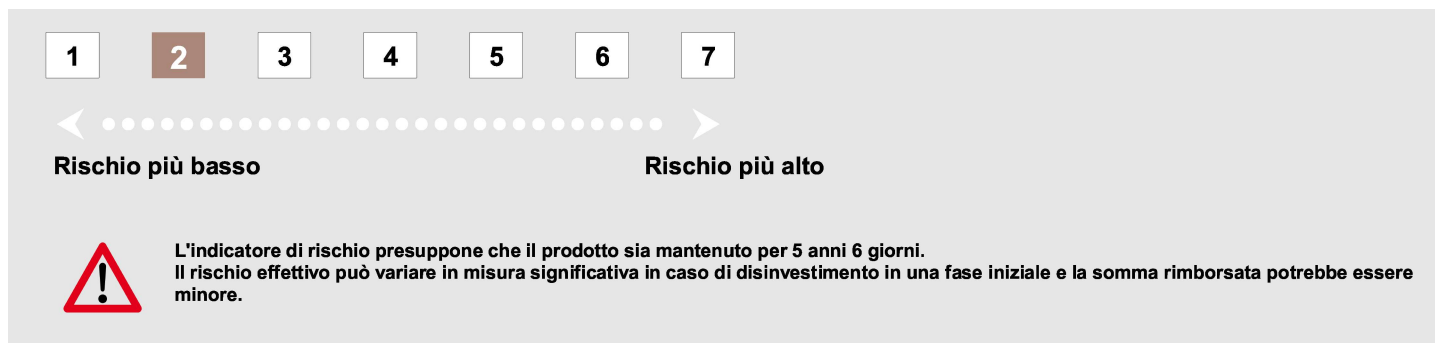 1 2 3 4 5 6 7
Rischio più basso Rischio più alto
L'indicatore di rischio presuppone che il prodotto sia mantenuto per 5 anni 6 giorni.
Il rischio effettivo può variare in misura significativa in caso di disinvestimento in una fase iniziale e la somma rimborsata potrebbe essere
minore.